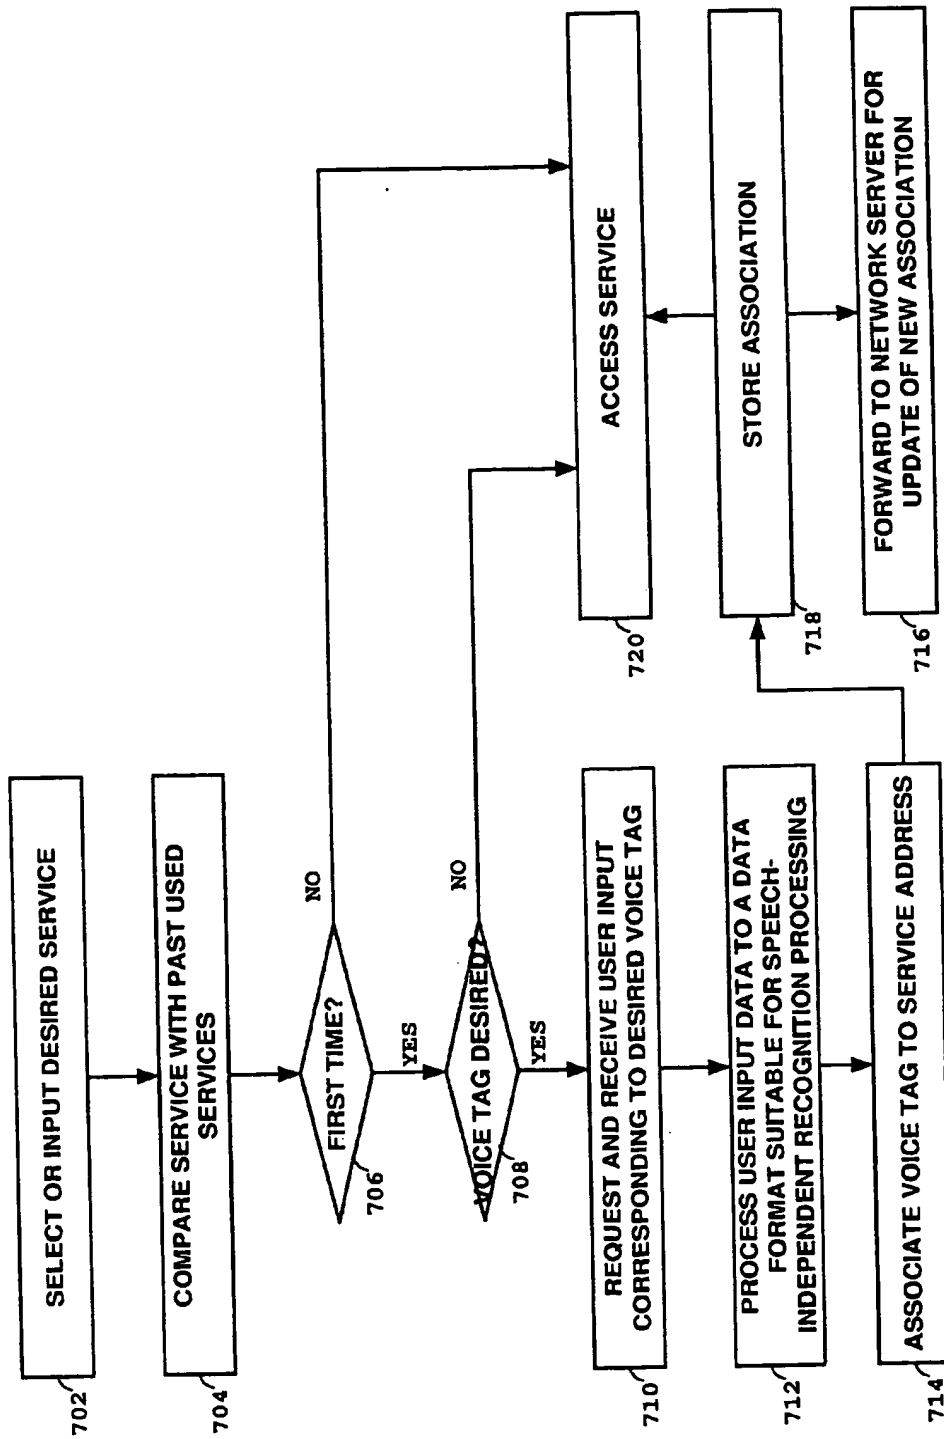 SELECT OR INPUT DESIRED SERVICE
702
COMPARE SERVICE WITH PAST USED
SERVICES
704
FIRST TIME?
706
NO
YES
VOICE TAG DESIRED?
708
NO
YES
REQUEST AND RECEIVE USER INPUT
CORRESPONDING TO DESIRED VOICE TAG
710
PROCESS USER INPUT DATA TO A DATA
FORMAT SUITABLE FOR SPEECH-
INDEPENDENT RECOGNITION PROCESSING
712
ASSOCIATE VOICE TAG TO SERVICE ADDRESS
714
ACCESS SERVICE
720
STORE ASSOCIATION
718
FORWARD TO NETWORK SERVER FOR
UPDATE OF NEW ASSOCIATION
716